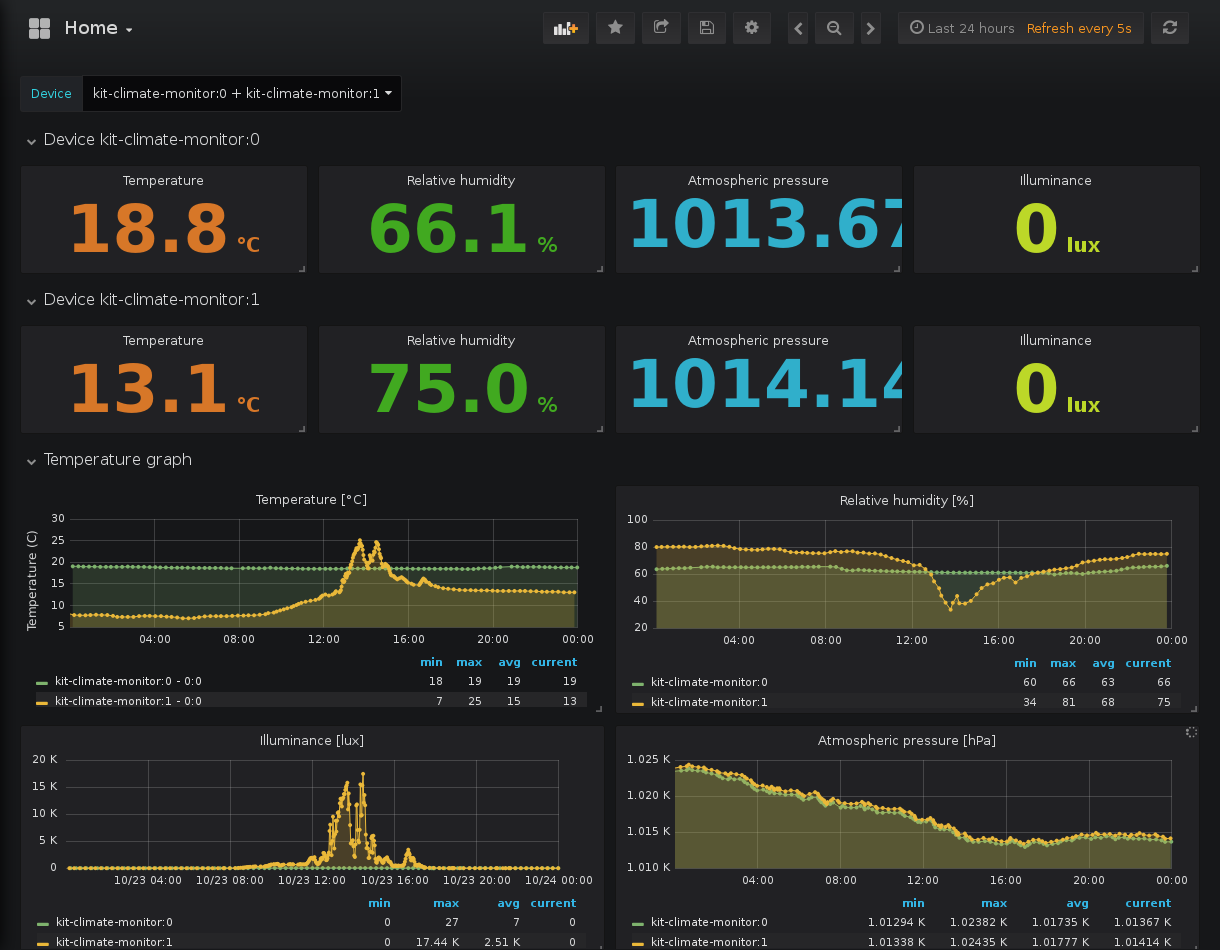 Home
Last 24 hours Refresh every 5s
Device kit-climate-monitor:0 + kit-climate-monitor:1
Device kit-climate-monitor:0
Temperature Relative humidity Atmospheric pressure Illuminance
18.8 °C 66.1 % 1013.67 0 lux
Device kit-climate-monitor:1
Temperature Relative humidity Atmospheric pressure Illuminance
13.1 °C 75.0 % 1014.14 0 lux
Temperature graph
Temperature [°C]
Temperature (C)
30
25
20
15
10
5
04:00 08:00 12:00 16:00 20:00 00:00
min max avg current
kit-climate-monitor:0 - 0:0 18 19 19 19
kit-climate-monitor:1 - 0:0 7 25 15 13
Relative humidity [%]
100
80
60
40
20
04:00 08:00 12:00 16:00 20:00 00:00
min max avg current
kit-climate-monitor:0 60 66 63 66
kit-climate-monitor:1 34 81 68 75
Illuminance [lux]
20 K
15 K
10 K
5 K
0
10/23 04:00 10/23 08:00 10/23 12:00 10/23 16:00 10/23 20:00 10/24 00:00
min max avg current
kit-climate-monitor:0 0 27 7 0
kit-climate-monitor:1 0 17.44 K 2.51 K 0
Atmospheric pressure [hPa]
1.025 K
1.020 K
1.015 K
1.010 K
04:00 08:00 12:00 16:00 20:00 00:00
min max avg current
kit-climate-monitor:0 1.01294 K 1.02382 K 1.01735 K 1.01367 K
kit-climate-monitor:1 1.01338 K 1.02435 K 1.01777 K 1.01414 K